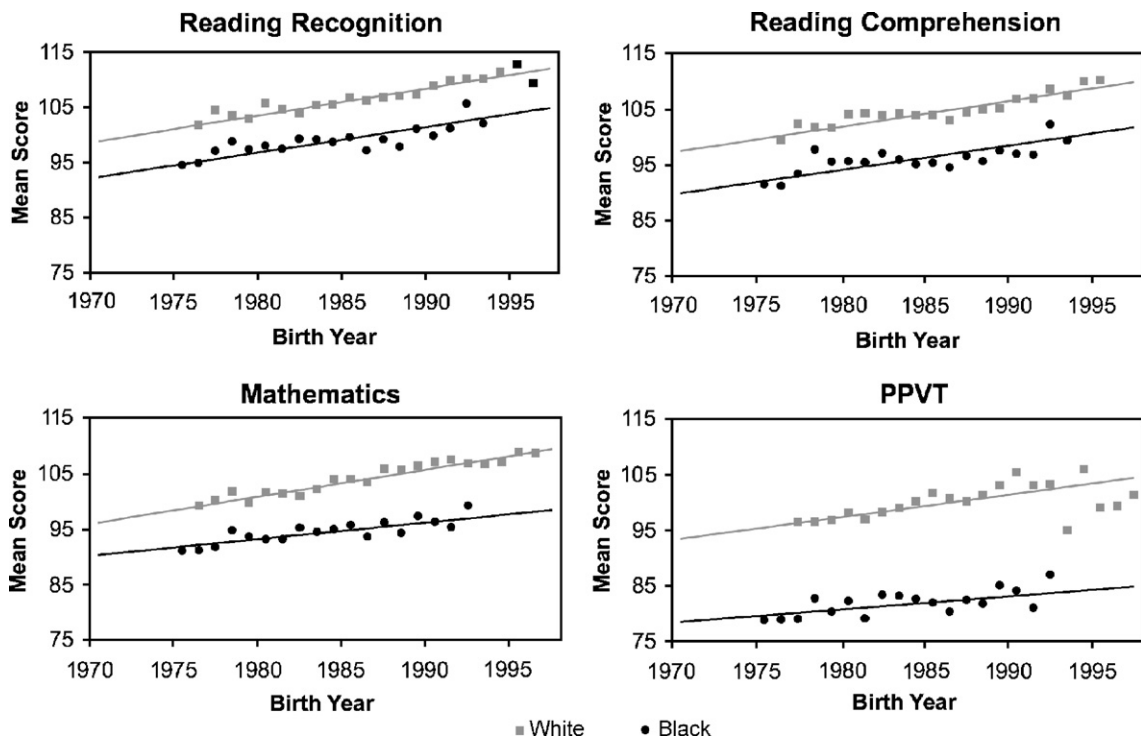 Reading Recognition
115
105
95
85
75
Mean Score
1970 1975 1980 1985 1990 1995
Birth Year
Reading Comprehension
115
105
95
85
75
Mean Score
1970 1975 1980 1985 1990 1995
Birth Year
Mathematics
115
105
95
85
75
Mean Score
1970 1975 1980 1985 1990 1995
Birth Year
PPVT
115
105
95
85
75
Mean Score
1970 1975 1980 1985 1990 1995
Birth Year
White Black